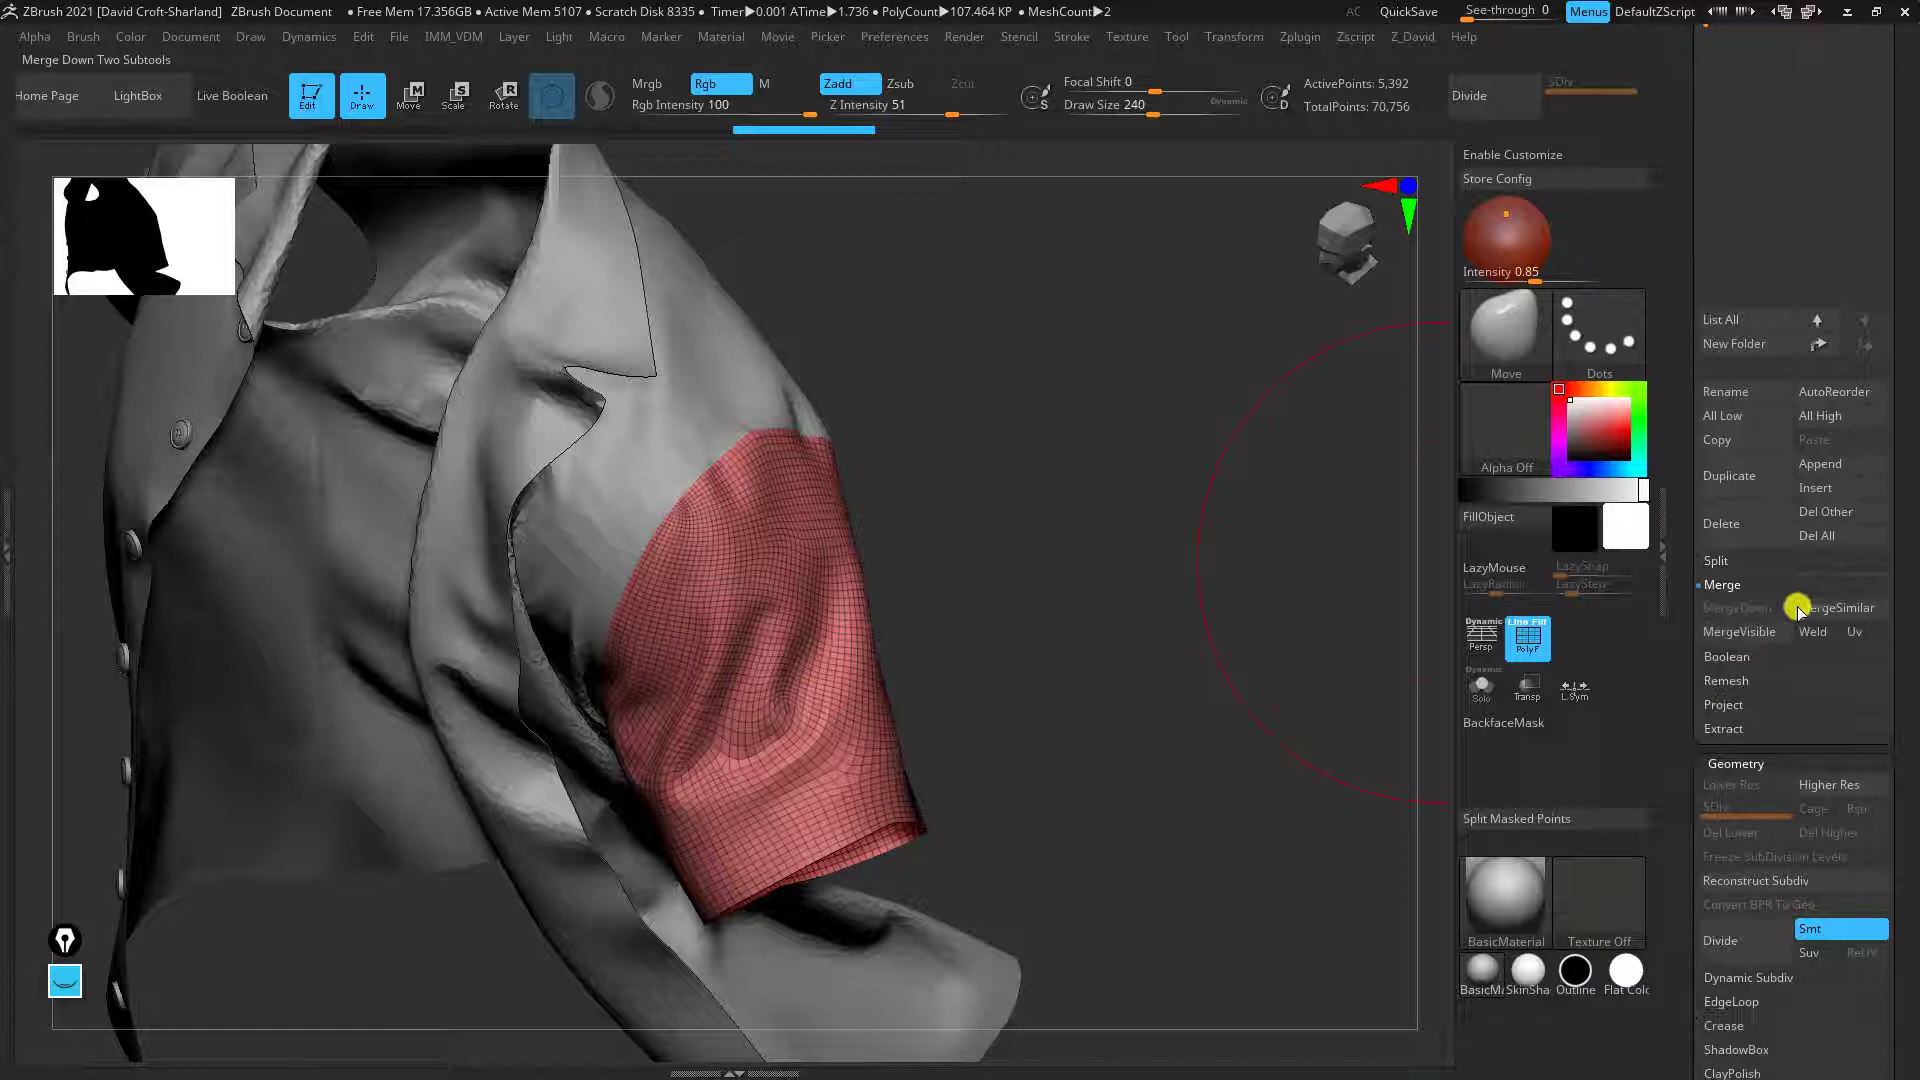 ZBrush 2021 [David Croft-Sharland] ZBrush Document • Free Mem 17.356GB • Active Mem 5107 • Scratch Disk 8335 • Timer▶0.001 ATime▶1.736 • PolyCount▶107.464 KP • MeshCount▶2 AC QuickSave See-through 0 Menus DefaultZScript
Alpha Brush Color Document Draw Dynamics Edit File IMM_VDM Layer Light Macro Marker Material Movie Picker Preferences Render Stencil Stroke Texture Tool Transform Zplugin Zscript Z_David Help
Merge Down Two Subtools
Home Page LightBox Live Boolean Edit Draw Move Scale Rotate
Mrgb Rgb M Zadd Zsub Zcut
Rgb Intensity 100 Z Intensity 51
Focal Shift 0
Draw Size 240 Dynamic
S D
ActivePoints: 5,392
TotalPoints: 70,756
Divide SDiv
Enable Customize
Store Config
Intensity 0.85
Move Dots
Alpha Off
FillObject
LazyMouse LazySnap
LazyRadius LazyStep
Dynamic Persp Line Fill PolyF
Dynamic Solo Transp L.Sym
BackfaceMask
Split Masked Points
BasicMaterial Texture Off
BasicMa SkinSha Outline Flat Colo
List All
New Folder
Rename AutoReorder
All Low All High
Copy Paste
Duplicate Append
Insert
Delete Del Other
Del All
Split
Merge
MergeDown MergeSimilar
MergeVisible Weld Uv
Boolean
Remesh
Project
Extract
Geometry
Lower Res Higher Res
SDiv Cage Rstr
Del Lower Del Higher
Freeze SubDivision Levels
Reconstruct Subdiv
Convert BPR To Geo
Divide Smt
Suv ReUV
Dynamic Subdiv
EdgeLoop
Crease
ShadowBox
ClayPolish